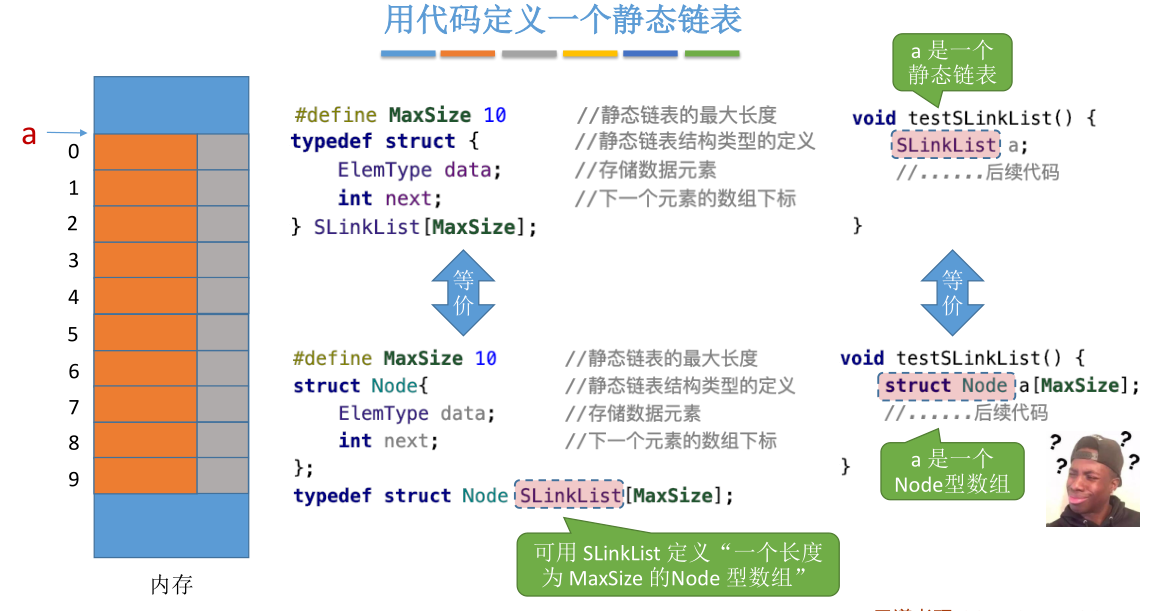 用代码定义一个静态链表
a
0
1
2
3
4
5
6
7
8
9
内存
#define MaxSize 10 //静态链表的最大长度
typedef struct { //静态链表结构类型的定义
ElemType data; //存储数据元素
int next; //下一个元素的数组下标
} SLinkList[MaxSize];
等
价
#define MaxSize 10 //静态链表的最大长度
struct Node{ //静态链表结构类型的定义
ElemType data; //存储数据元素
int next; //下一个元素的数组下标
};
typedef struct Node SLinkList[MaxSize];
可用 SLinkList 定义“一个长度
为 MaxSize 的Node 型数组”
a 是一个
静态链表
void testSLinkList() {
SLinkList a;
//......后续代码
}
等
价
void testSLinkList() {
struct Node a[MaxSize];
//......后续代码
}
a 是一个
Node型数组
? ?
? ?